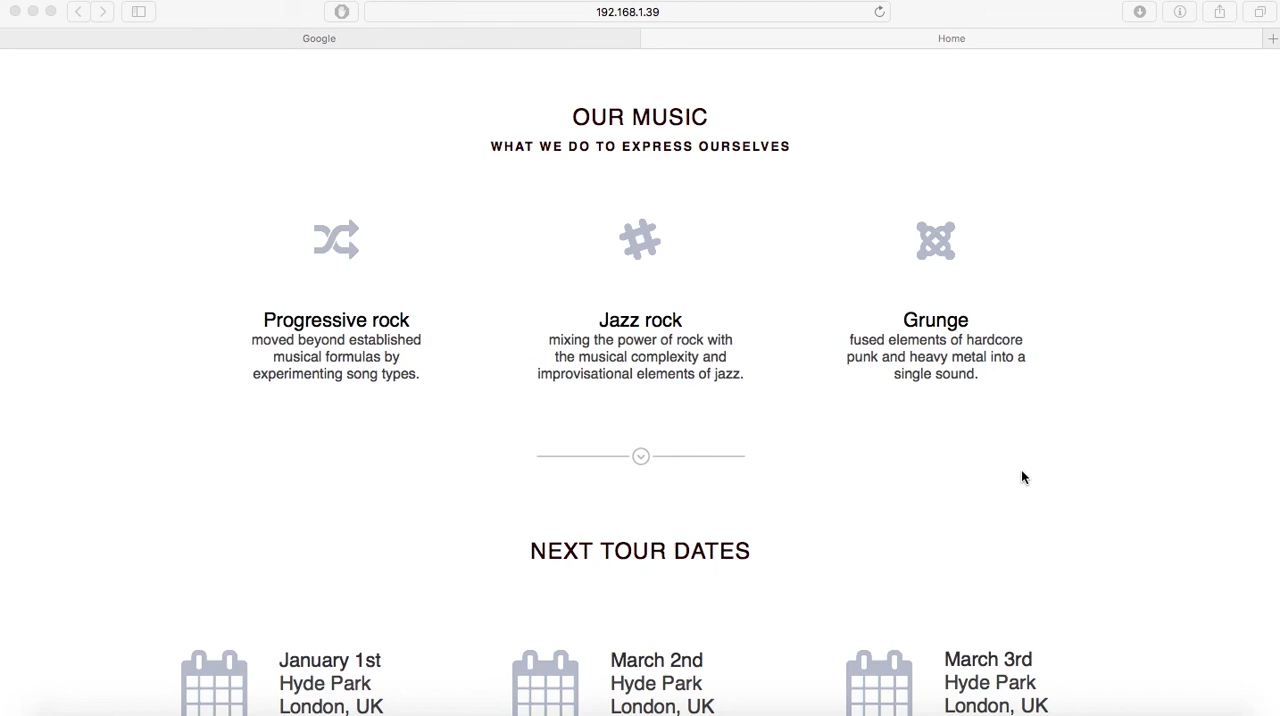 192.168.1.39
Google
Home
OUR MUSIC
WHAT WE DO TO EXPRESS OURSELVES
Progressive rock
moved beyond established
musical formulas by
experimenting song types.
Jazz rock
mixing the power of rock with
the musical complexity and
improvisational elements of jazz.
Grunge
fused elements of hardcore
punk and heavy metal into a
single sound.
NEXT TOUR DATES
January 1st
Hyde Park
London, UK
March 2nd
Hyde Park
London, UK
March 3rd
Hyde Park
London, UK